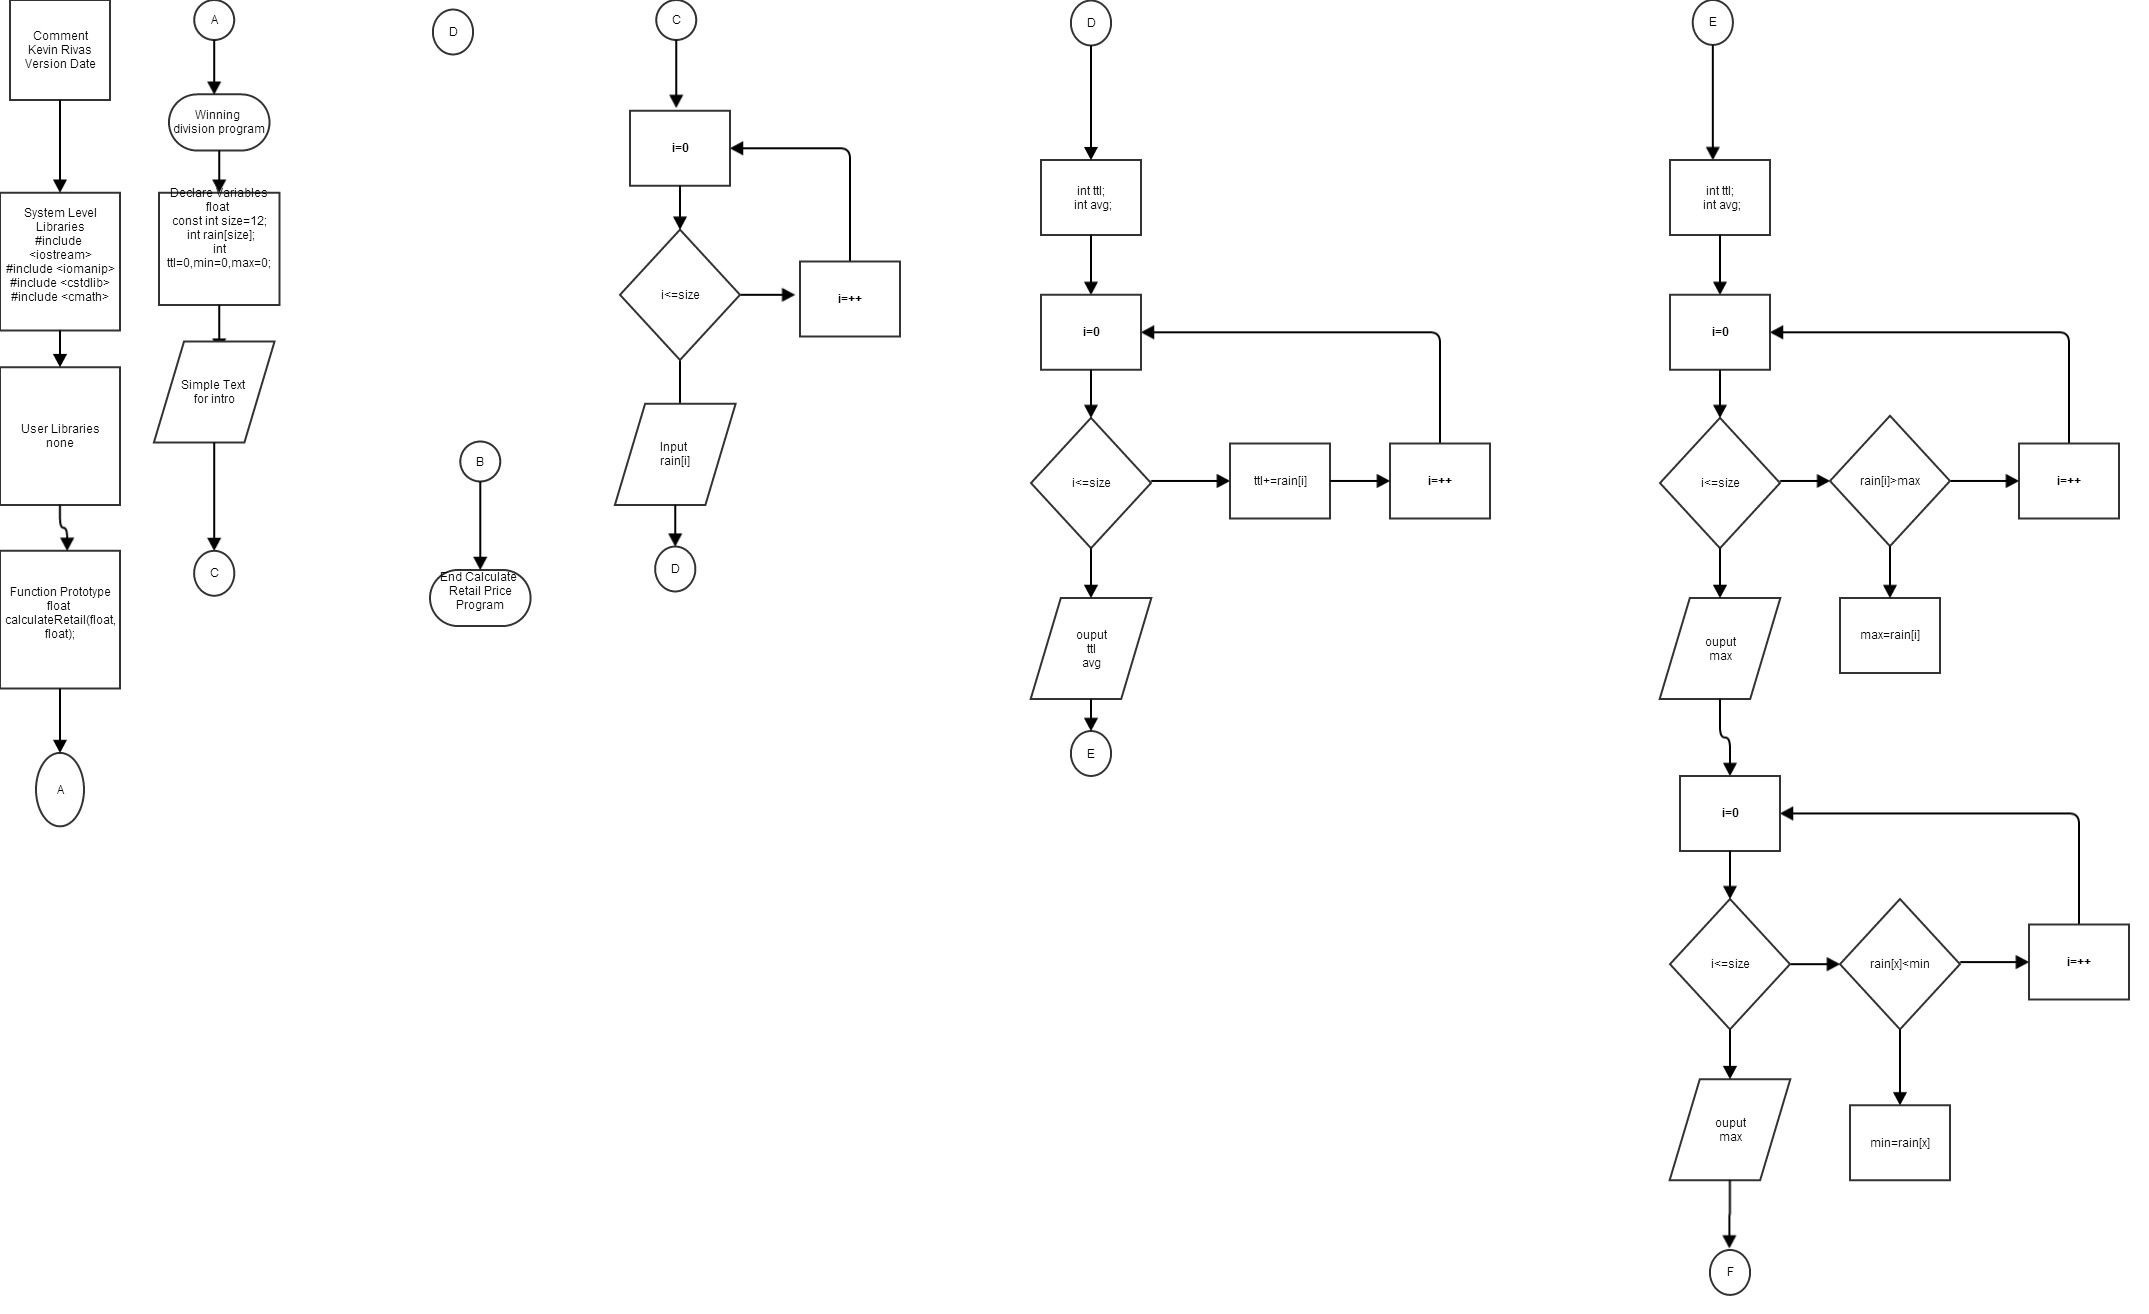 Comment
Kevin Rivas
Version Date
System Level
Libraries
#include
<iostream>
#include <iomanip>
#include <cstdlib>
#include <cmath>
User Libraries
none
Function Prototype
float
calculateRetail(float,
float);
A
A
Winning
division program
Declare Variables
float
const int size=12;
int rain[size];
int
ttl=0,min=0,max=0;
Simple Text
for intro
C
D
B
End Calculate
Retail Price
Program
C
i=0
i<=size
i=++
Input
rain[i]
D
D
int ttl;
int avg;
i=0
i<=size
ttl+=rain[i]
i=++
ouput
ttl
avg
E
E
int ttl;
int avg;
i=0
i<=size
rain[i]>max
i=++
ouput
max
max=rain[i]
i=0
i<=size
rain[x]<min
i=++
ouput
max
min=rain[x]
F